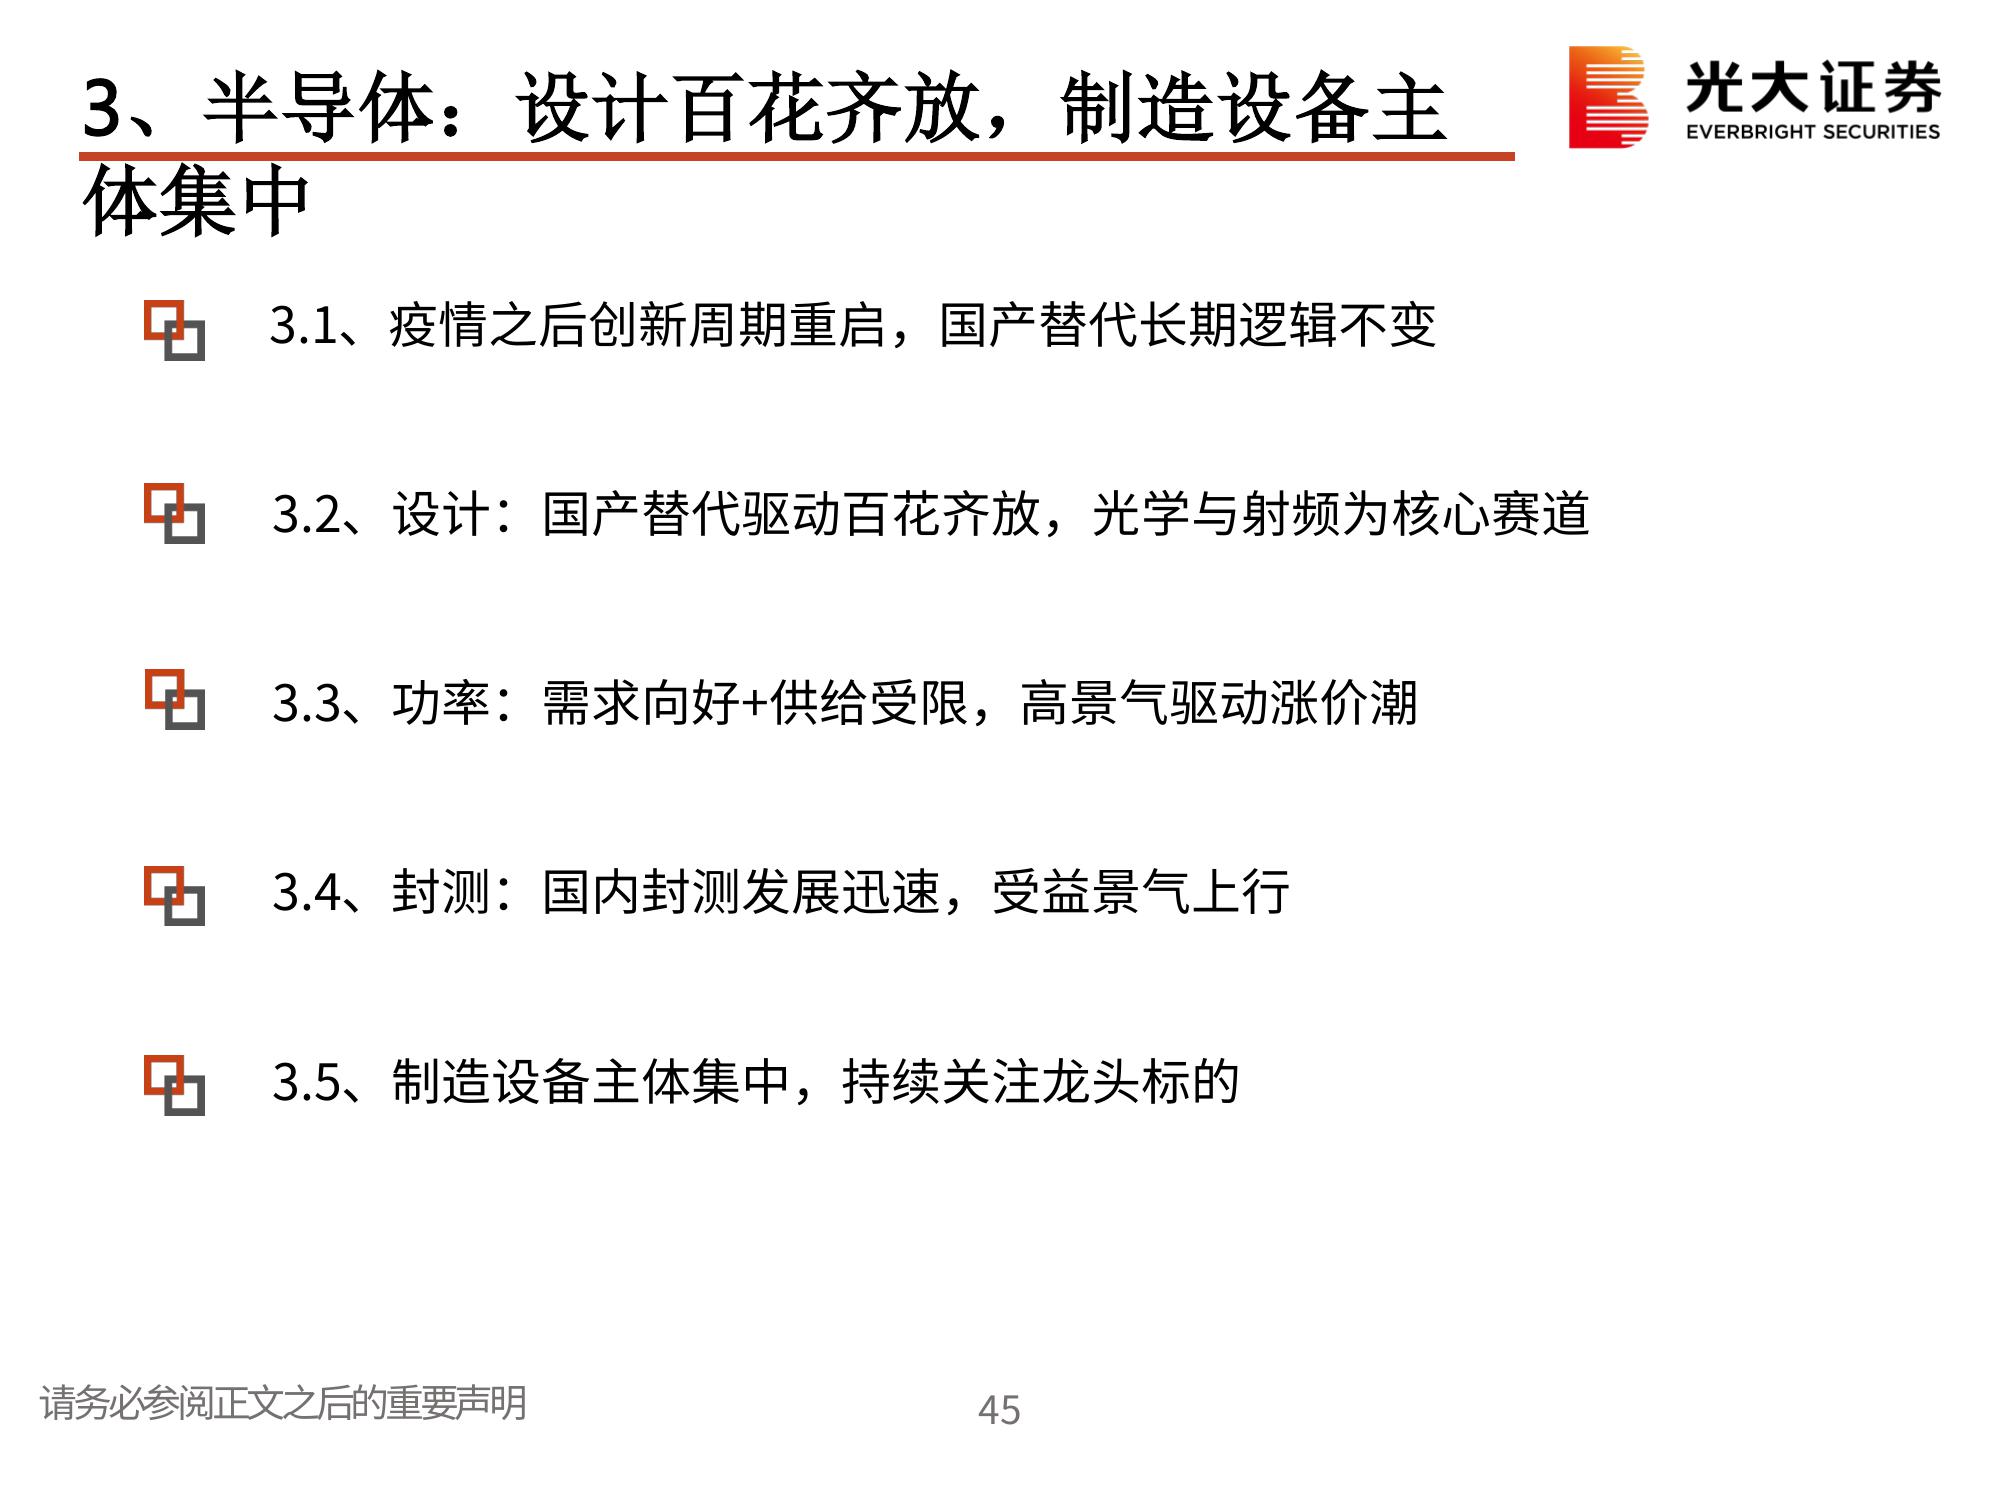 3、半导体：设计百花齐放，制造设备主
体集中
光大证券
EVERBRIGHT SECURITIES
3.1、疫情之后创新周期重启，国产替代长期逻辑不变
3.2、设计：国产替代驱动百花齐放，光学与射频为核心赛道
3.3、功率：需求向好+供给受限，高景气驱动涨价潮
3.4、封测：国内封测发展迅速，受益景气上行
3.5、制造设备主体集中，持续关注龙头标的
请务必参阅正文之后的重要声明
45